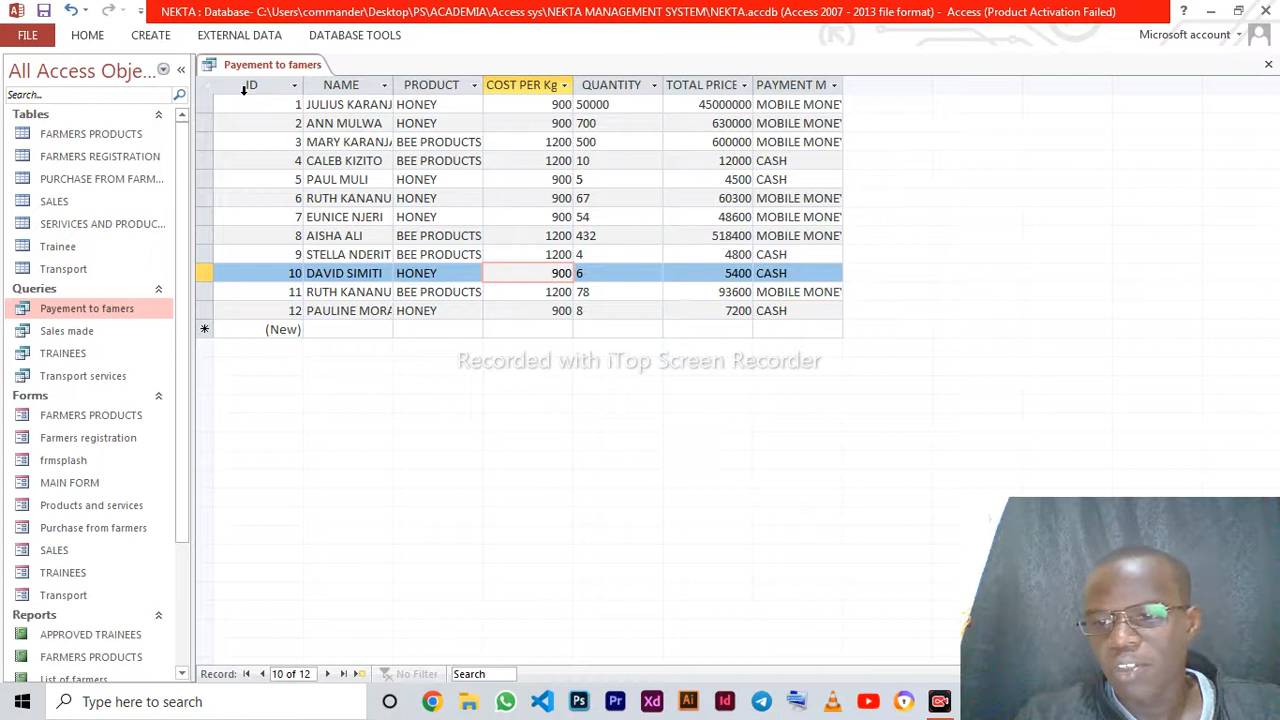 NEKTA : Database- C:\Users\commander\Desktop\PS\ACADEMIA\Access sys\NEKTA MANAGEMENT SYSTEM\NEKTA.accdb (Access 2007 - 2013 file format) - Access (Product Activation Failed)
FILE HOME CREATE EXTERNAL DATA DATABASE TOOLS Microsoft account
All Access Obje...
Search...
Tables
FARMERS PRODUCTS
FARMERS REGISTRATION
PURCHASE FROM FARM...
SALES
SERIVICES AND PRODUC...
Trainee
Transport
Queries
Payement to famers
Sales made
TRAINEES
Transport services
Forms
FARMERS PRODUCTS
Farmers registration
frmsplash
MAIN FORM
Products and services
Purchase from farmers
SALES
TRAINEES
Transport
Reports
APPROVED TRAINEES
FARMERS PRODUCTS
List of farmers
Payement to famers
ID NAME PRODUCT COST PER Kg QUANTITY TOTAL PRICE PAYMENT M
1 JULIUS KARANJ HONEY 900 50000 45000000 MOBILE MONEY
2 ANN MULWA HONEY 900 700 630000 MOBILE MONEY
3 MARY KARANJ BEE PRODUCTS 1200 500 600000 MOBILE MONEY
4 CALEB KIZITO BEE PRODUCTS 1200 10 12000 CASH
5 PAUL MULI HONEY 900 5 4500 CASH
6 RUTH KANANU HONEY 900 67 60300 MOBILE MONEY
7 EUNICE NJERI HONEY 900 54 48600 MOBILE MONEY
8 AISHA ALI BEE PRODUCTS 1200 432 518400 MOBILE MONEY
9 STELLA NDERIT BEE PRODUCTS 1200 4 4800 CASH
10 DAVID SIMITI HONEY 900 6 5400 CASH
11 RUTH KANANU BEE PRODUCTS 1200 78 93600 MOBILE MONEY
12 PAULINE MORA HONEY 900 8 7200 CASH
(New)
Recorded with iTop Screen Recorder
Record: 10 of 12 No Filter Search
Type here to search